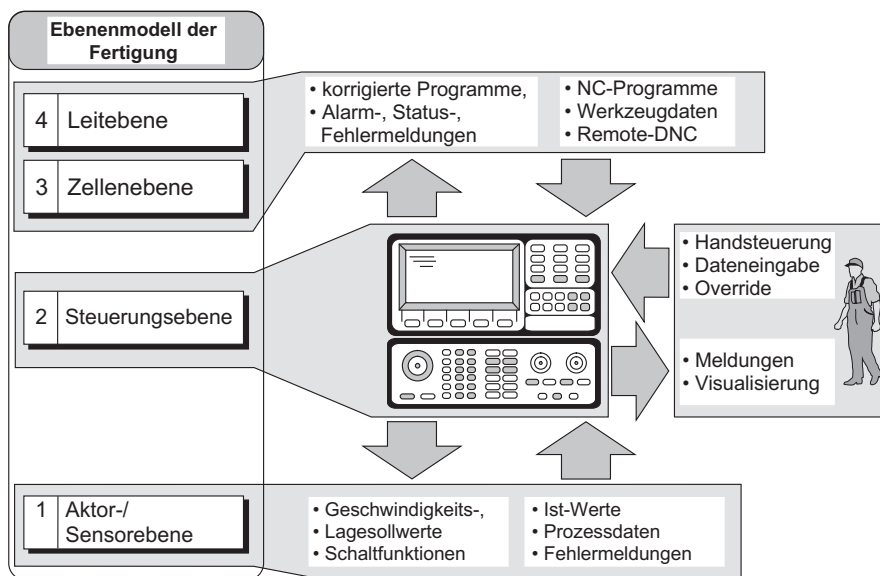 Ebenenmodell der
Fertigung
4 Leitebene
3 Zellenebene
• korrigierte Programme,
• Alarm-, Status-,
Fehlermeldungen
• NC-Programme
• Werkzeugdaten
• Remote-DNC
2 Steuerungsebene
• Handsteuerung
• Dateneingabe
• Override
• Meldungen
• Visualisierung
1 Aktor-/
Sensorebene
• Geschwindigkeits-,
• Lagesollwerte
• Schaltfunktionen
• Ist-Werte
• Prozessdaten
• Fehlermeldungen